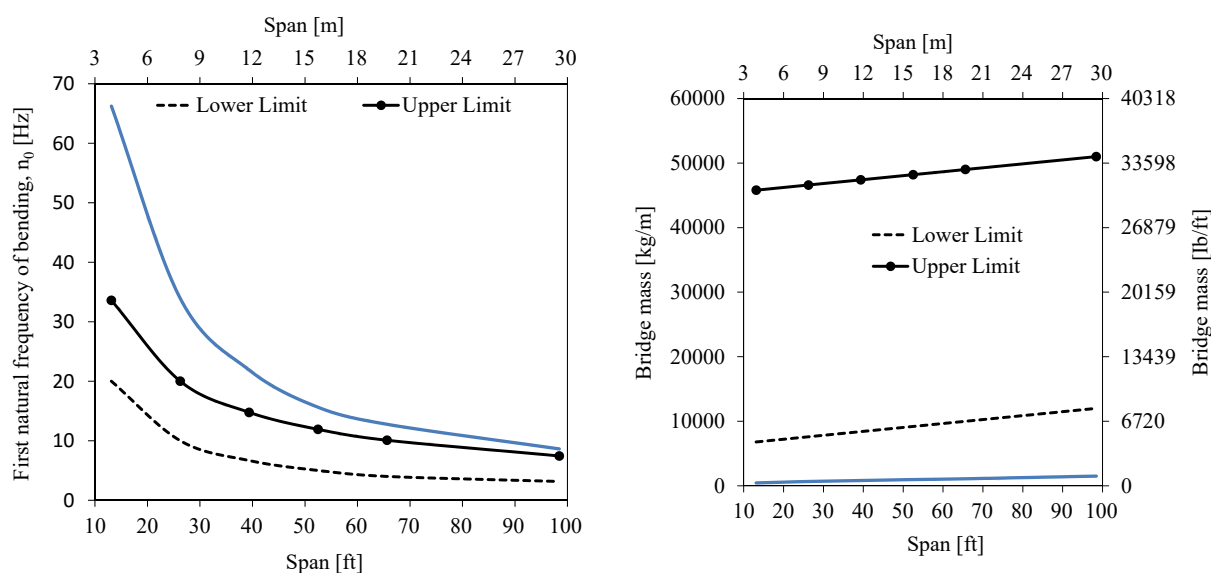 Span [m]
3 6 9 12 15 18 21 24 27 30
70
60
50
40
30
20
10
0
First natural frequency of bending, n0 [Hz]
Lower Limit
Upper Limit
10 20 30 40 50 60 70 80 90 100
Span [ft]
Span [m]
3 6 9 12 15 18 21 24 27 30
60000
50000
40000
30000
20000
10000
0
Bridge mass [kg/m]
Lower Limit
Upper Limit
40318
33598
26879
20159
13439
6720
0
Bridge mass [lb/ft]
10 20 30 40 50 60 70 80 90 100
Span [ft]